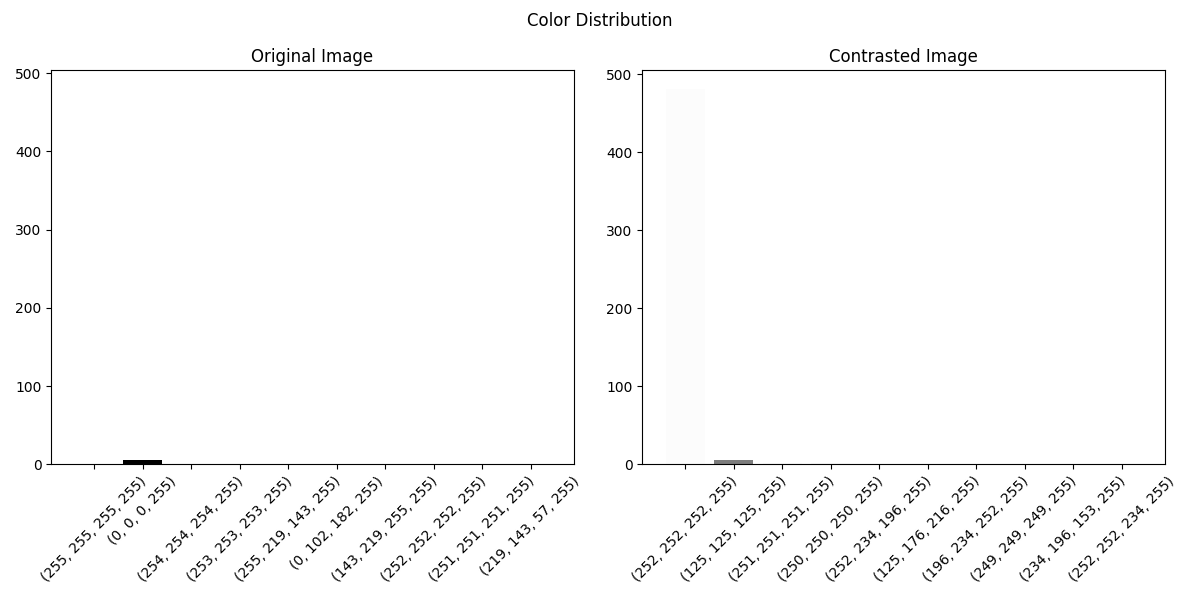 Color Distribution
Original Image
500
400
300
200
100
0
(255, 255, 255, 255)
(0, 0, 0, 255)
(254, 254, 254, 255)
(253, 253, 253, 255)
(255, 219, 143, 255)
(0, 102, 182, 255)
(143, 219, 255, 255)
(252, 252, 252, 255)
(251, 251, 251, 255)
(219, 143, 57, 255)
Contrasted Image
500
400
300
200
100
0
(252, 252, 252, 255)
(125, 125, 125, 255)
(251, 251, 251, 255)
(250, 250, 250, 255)
(252, 234, 196, 255)
(125, 176, 216, 255)
(196, 234, 252, 255)
(249, 249, 249, 255)
(234, 196, 153, 255)
(252, 252, 234, 255)